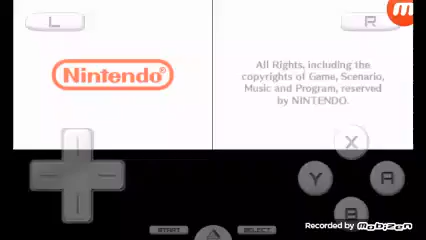 L
R
Nintendo®
All Rights, including the
copyrights of Game, Scenario,
Music and Program, reserved
by NINTENDO.
X
Y
A
B
START
SELECT
Recorded by Mobizen